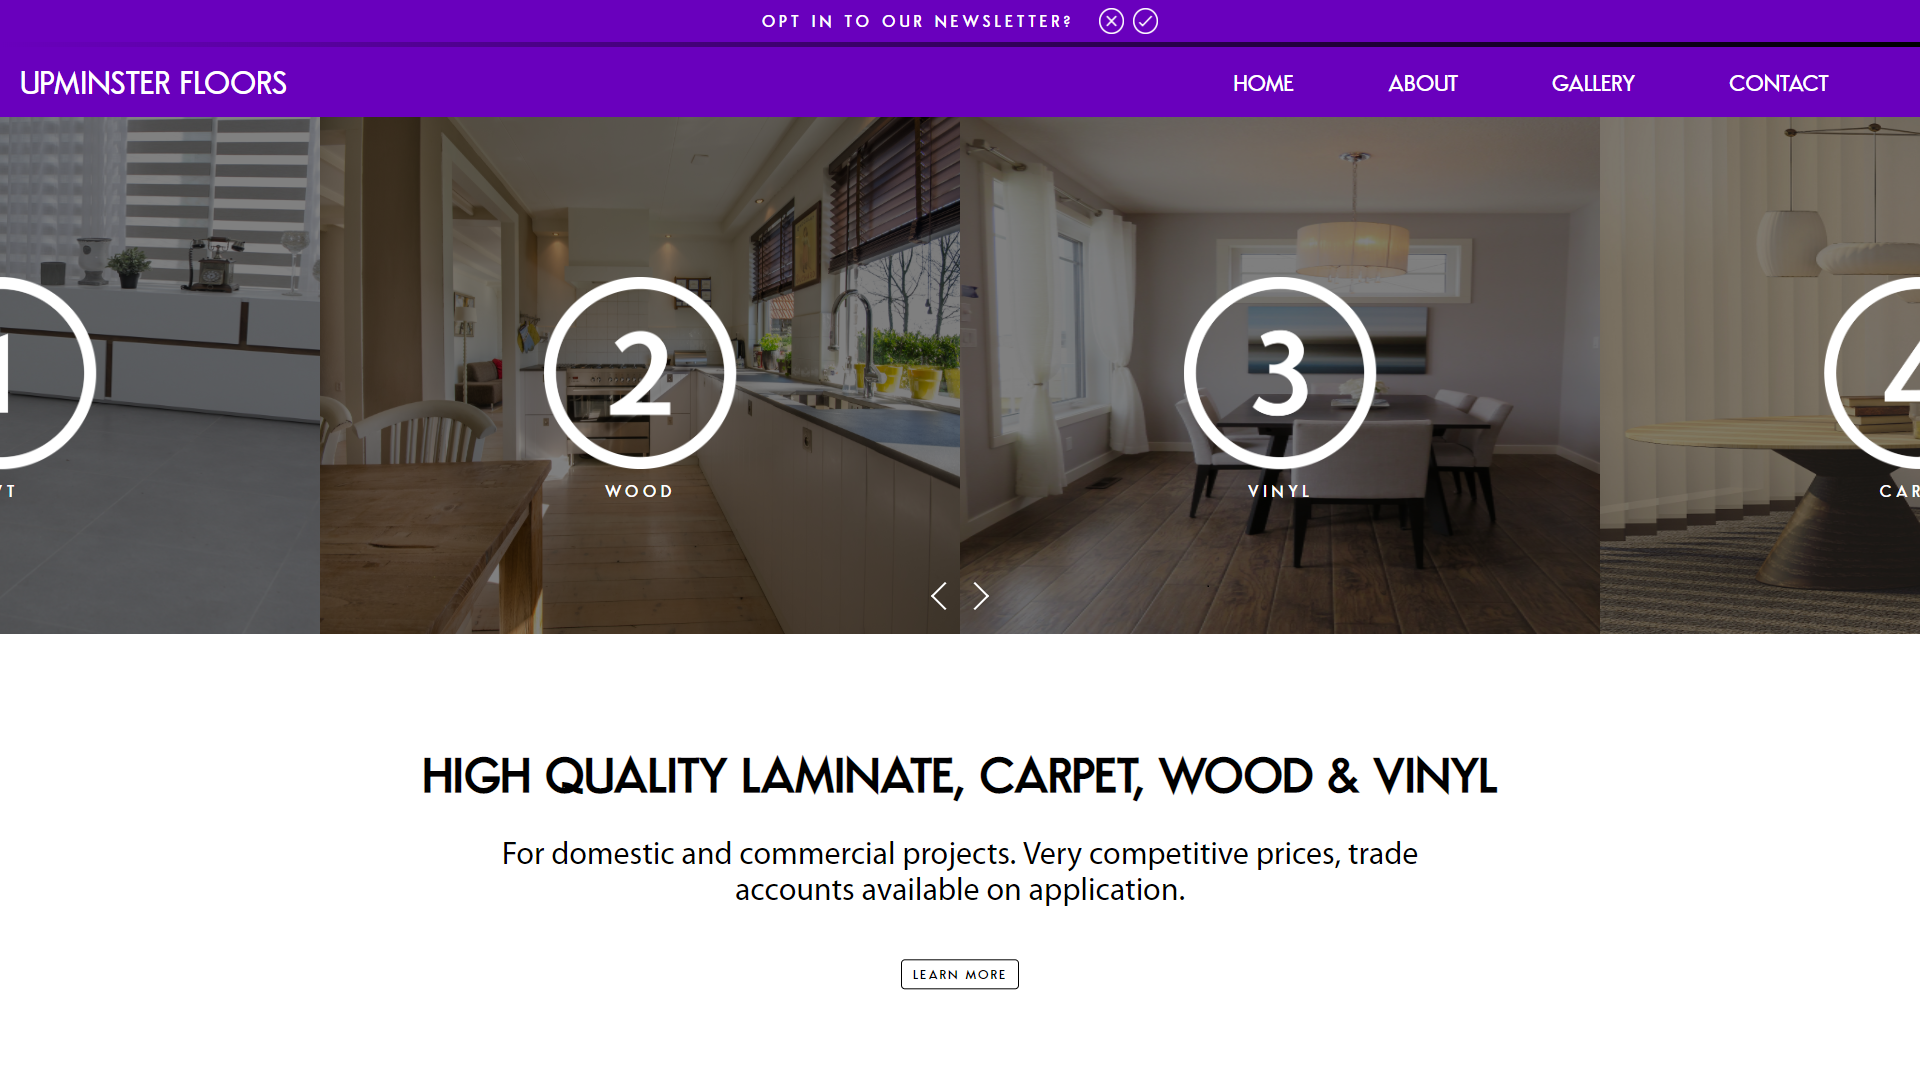 OPT IN TO OUR NEWSLETTER?
UPMINSTER FLOORS
HOME
ABOUT
GALLERY
CONTACT
1
2
3
4
WOOD
VINYL
CAR
HIGH QUALITY LAMINATE, CARPET, WOOD & VINYL
For domestic and commercial projects. Very competitive prices, trade
accounts available on application.
LEARN MORE